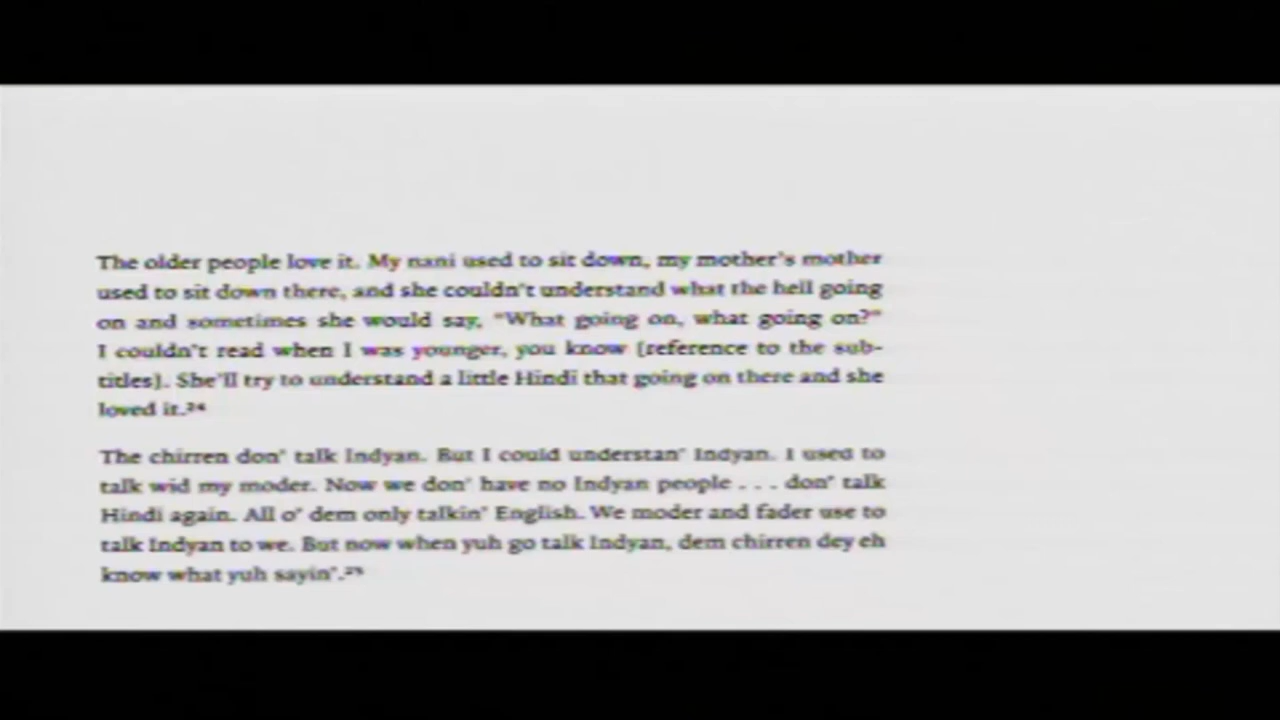 The older people love it. My nani used to sit down, my mother's mother
used to sit down there, and she couldn't understand what the hell going
on and sometimes she would say, "What going on, what going on?"
I couldn't read when I was younger, you know [reference to the sub-
titles]. She'll try to understand a little Hindi that going on there and she
loved it.²⁴
The chirren don' talk Indyan. But I could understan' Indyan. I used to
talk wid my moder. Now we don' have no Indyan people . . . don' talk
Hindi again. All o' dem only talkin' English. We moder and fader use to
talk Indyan to we. But now when yuh go talk Indyan, dem chirren dey eh
know what yuh sayin'.²⁵